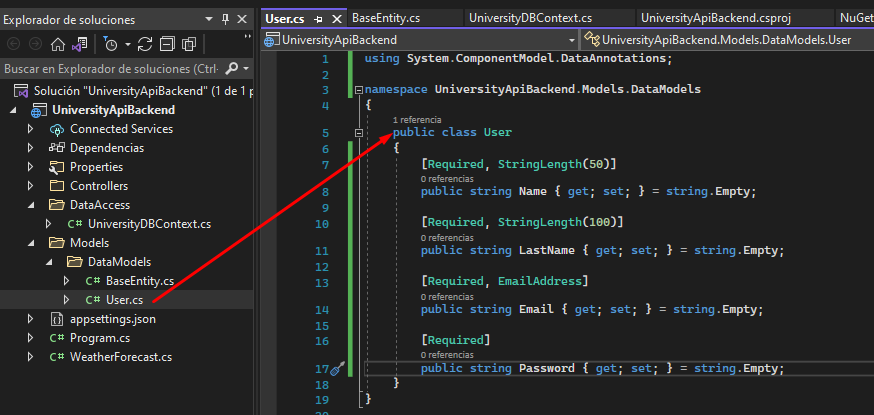 Explorador de soluciones
Buscar en Explorador de soluciones (Ctrl+
Solución "UniversityApiBackend" (1 de 1 p
UniversityApiBackend
Connected Services
Dependencias
Properties
Controllers
DataAccess
C# UniversityDBContext.cs
Models
DataModels
C# BaseEntity.cs
C# User.cs
appsettings.json
C# Program.cs
C# WeatherForecast.cs
User.cs BaseEntity.cs UniversityDBContext.cs UniversityApiBackend.csproj NuGet
UniversityApiBackend UniversityApiBackend.Models.DataModels.User
1 using System.ComponentModel.DataAnnotations;
2
3 namespace UniversityApiBackend.Models.DataModels
4 {
1 referencia
5 public class User
6 {
7 [Required, StringLength(50)]
0 referencias
8 public string Name { get; set; } = string.Empty;
9
10 [Required, StringLength(100)]
0 referencias
11 public string LastName { get; set; } = string.Empty;
12
13 [Required, EmailAddress]
0 referencias
14 public string Email { get; set; } = string.Empty;
15
16 [Required]
0 referencias
17 public string Password { get; set; } = string.Empty;
18 }
19 }